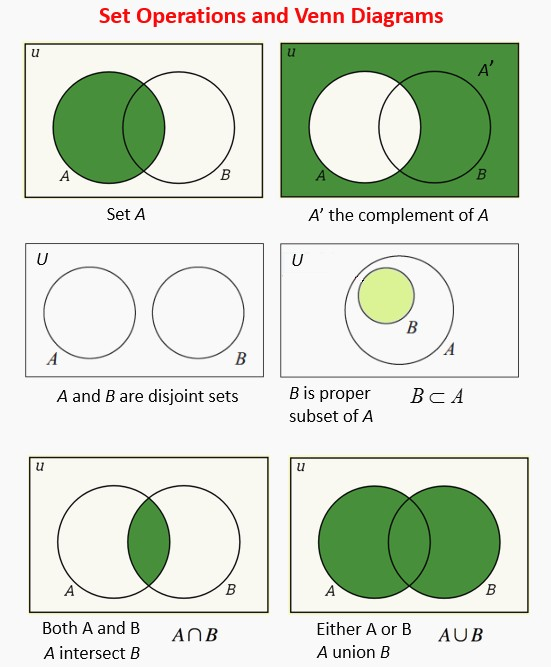 Set Operations and Venn Diagrams
u
A
B
Set A
u
A′
A
B
A′ the complement of A
U
A
B
A and B are disjoint sets
U
B
A
B is proper
subset of A
B ⊂ A
u
A
B
Both A and B
A intersect B
A∩B
u
A
B
Either A or B
A union B
A∪B